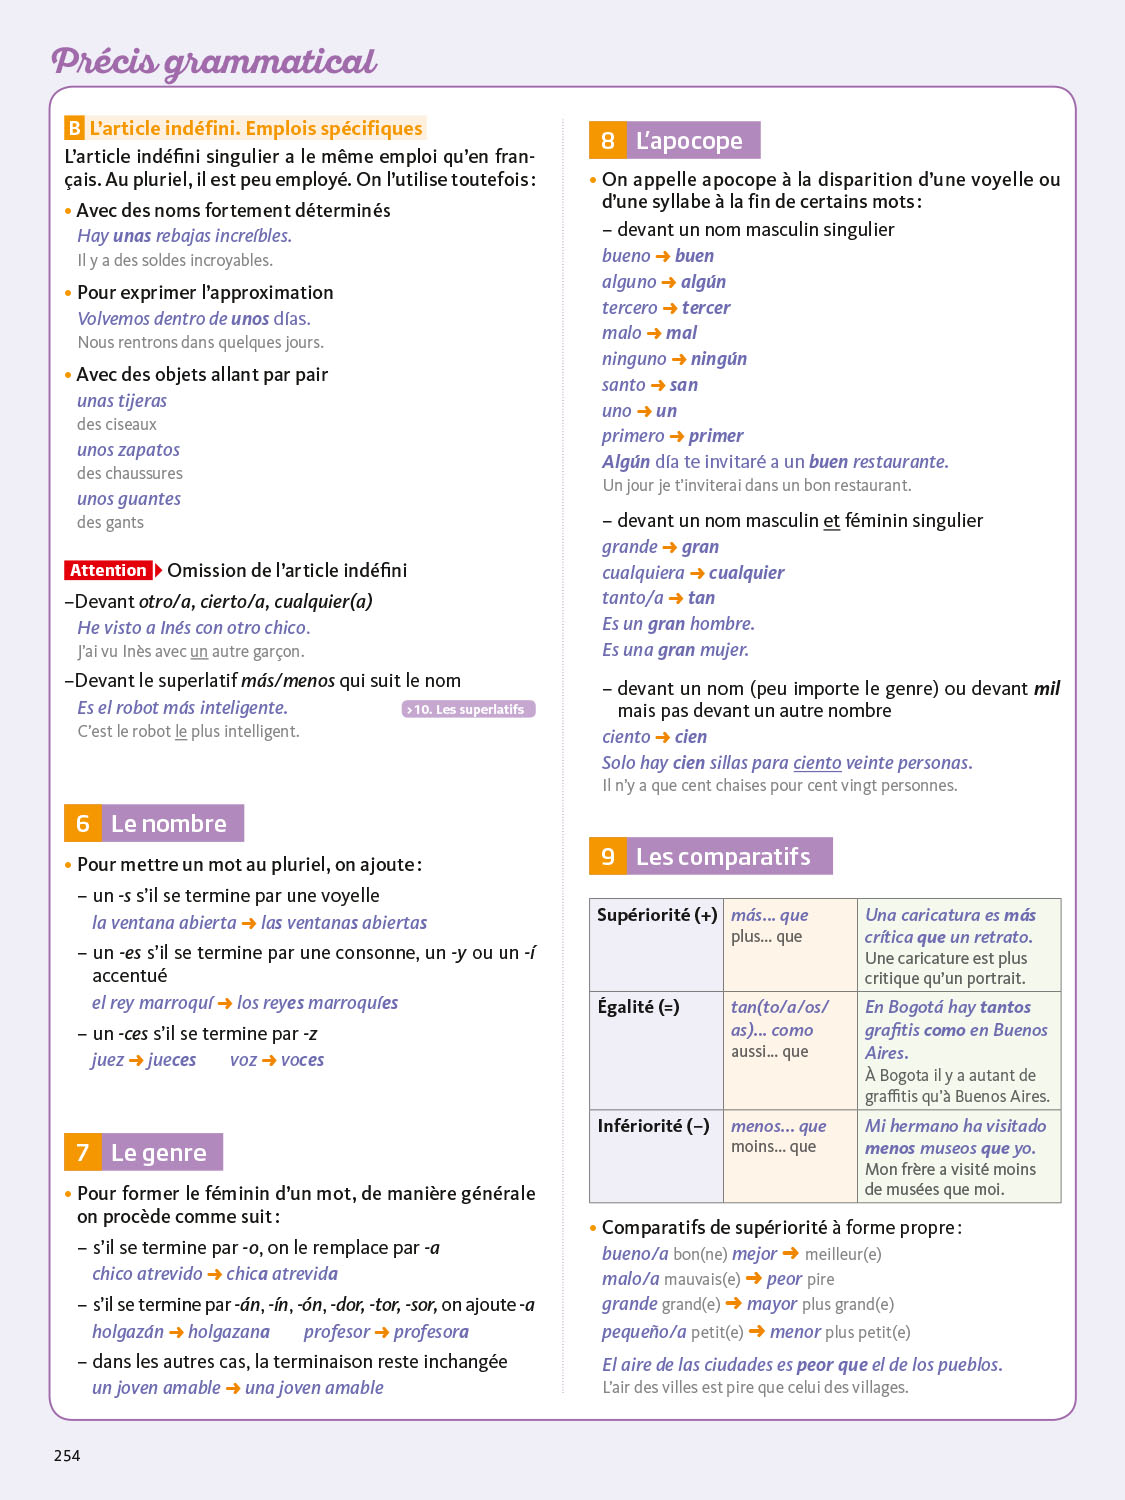 Précis grammatical
B L'article indéfini. Emplois spécifiques
L'article indéfini singulier a le même emploi qu'en fran-
çais. Au pluriel, il est peu employé. On l'utilise toutefois :
• Avec des noms fortement déterminés
Hay unas rebajas increíbles.
Il y a des soldes incroyables.
• Pour exprimer l'approximation
Volvemos dentro de unos días.
Nous rentrons dans quelques jours.
• Avec des objets allant par pair
unas tijeras
des ciseaux
unos zapatos
des chaussures
unos guantes
des gants
Attention Omission de l'article indéfini
–Devant otro/a, cierto/a, cualquier(a)
He visto a Inés con otro chico.
J'ai vu Inès avec un autre garçon.
–Devant le superlatif más/menos qui suit le nom
Es el robot más inteligente. >10. Les superlatifs
C'est le robot le plus intelligent.
6 Le nombre
• Pour mettre un mot au pluriel, on ajoute :
– un -s s'il se termine par une voyelle
la ventana abierta ➜ las ventanas abiertas
– un -es s'il se termine par une consonne, un -y ou un -í
accentué
el rey marroquí ➜ los reyes marroquíes
– un -ces s'il se termine par -z
juez ➜ jueces voz ➜ voces
7 Le genre
• Pour former le féminin d'un mot, de manière générale
on procède comme suit :
– s'il se termine par -o, on le remplace par -a
chico atrevido ➜ chica atrevida
– s'il se termine par -án, -ín, -ón, -dor, -tor, -sor, on ajoute -a
holgazán ➜ holgazana profesor ➜ profesora
– dans les autres cas, la terminaison reste inchangée
un joven amable ➜ una joven amable
8 L'apocope
• On appelle apocope à la disparition d'une voyelle ou
d'une syllabe à la fin de certains mots :
– devant un nom masculin singulier
bueno ➜ buen
alguno ➜ algún
tercero ➜ tercer
malo ➜ mal
ninguno ➜ ningún
santo ➜ san
uno ➜ un
primero ➜ primer
Algún día te invitaré a un buen restaurante.
Un jour je t'inviterai dans un bon restaurant.
– devant un nom masculin et féminin singulier
grande ➜ gran
cualquiera ➜ cualquier
tanto/a ➜ tan
Es un gran hombre.
Es una gran mujer.
– devant un nom (peu importe le genre) ou devant mil
mais pas devant un autre nombre
ciento ➜ cien
Solo hay cien sillas para ciento veinte personas.
Il n'y a que cent chaises pour cent vingt personnes.
9 Les comparatifs
Supériorité (+)
más... que
plus... que
Una caricatura es más
crítica que un retrato.
Une caricature est plus
critique qu'un portrait.
Égalité (=)
tan(to/a/os/
as)... como
aussi... que
En Bogotá hay tantos
grafitis como en Buenos
Aires.
À Bogota il y a autant de
graffitis qu'à Buenos Aires.
Infériorité (–)
menos... que
moins... que
Mi hermano ha visitado
menos museos que yo.
Mon frère a visité moins
de musées que moi.
• Comparatifs de supériorité à forme propre :
bueno/a bon(ne) mejor ➜ meilleur(e)
malo/a mauvais(e) ➜ peor pire
grande grand(e) ➜ mayor plus grand(e)
pequeño/a petit(e) ➜ menor plus petit(e)
El aire de las ciudades es peor que el de los pueblos.
L'air des villes est pire que celui des villages.
254